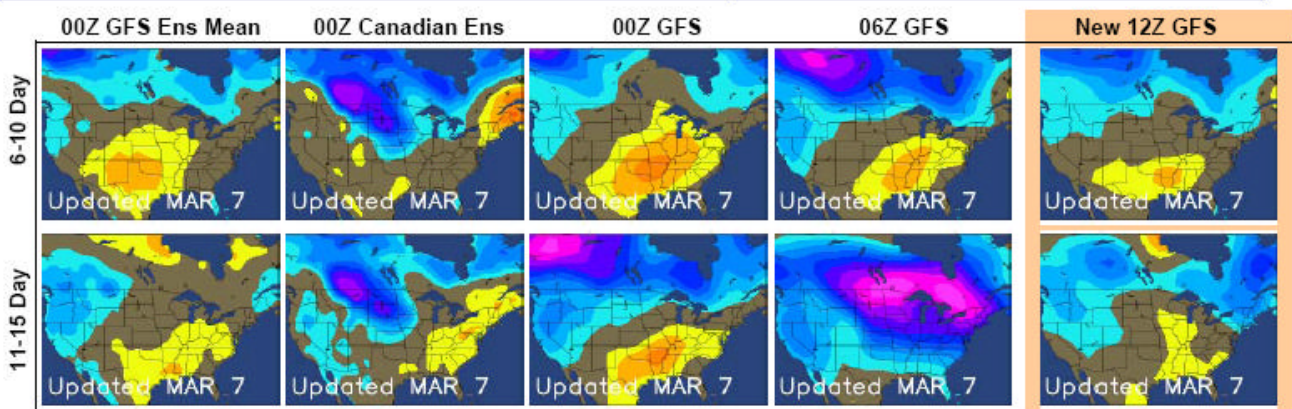 00Z GFS Ens Mean 00Z Canadian Ens 00Z GFS 06Z GFS New 12Z GFS
6-10 Day
Updated MAR 7 Updated MAR 7 Updated MAR 7 Updated MAR 7 Updated MAR 7
11-15 Day
Updated MAR 7 Updated MAR 7 Updated MAR 7 Updated MAR 7 Updated MAR 7